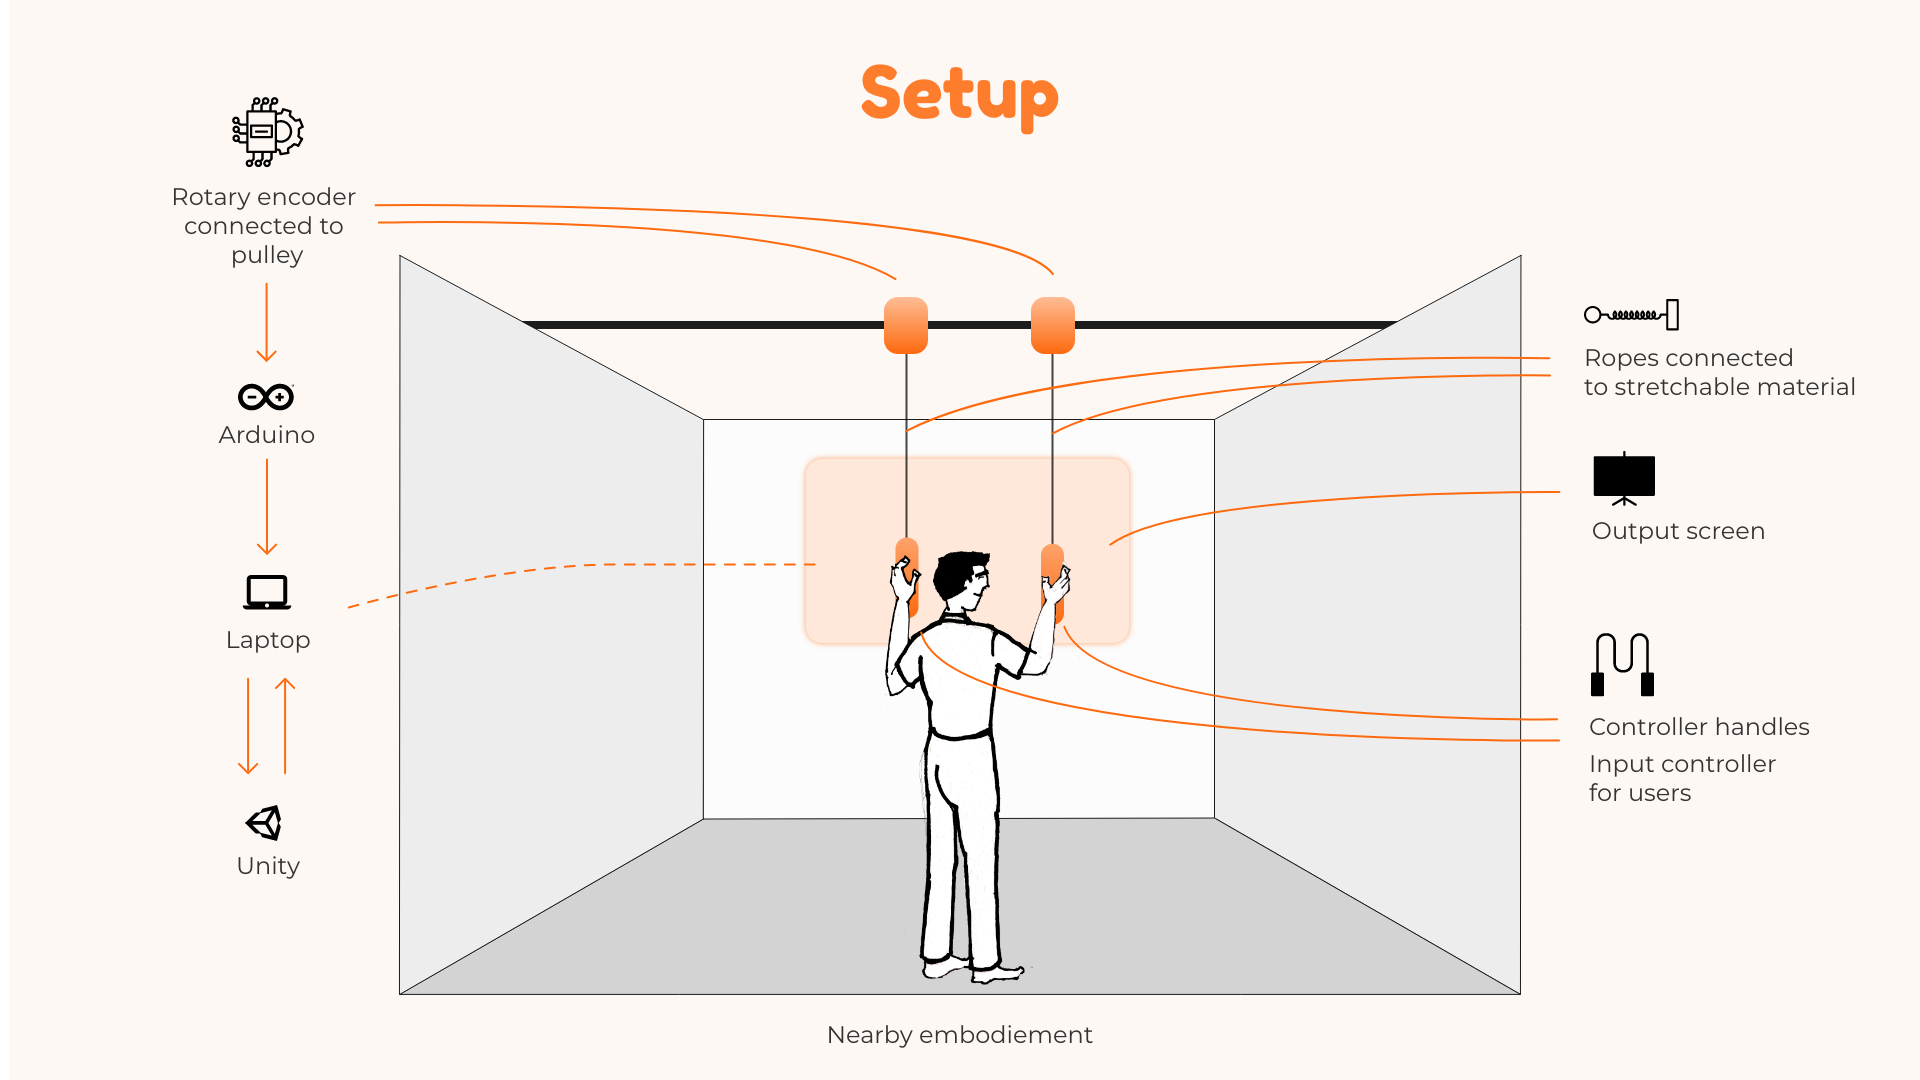 Setup
Rotary encoder
connected to
pulley
Arduino
Laptop
Unity
Ropes connected
to stretchable material
Output screen
Controller handles
Input controller
for users
Nearby embodiement